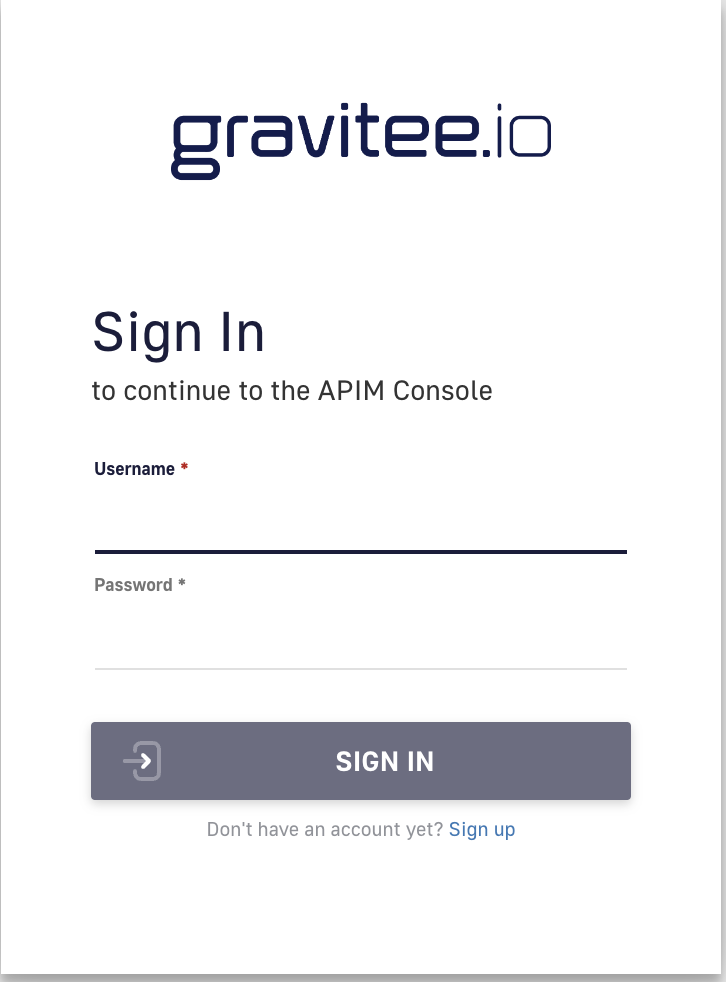 gravitee.io
Sign In
to continue to the APIM Console
Username *
Password *
SIGN IN
Don't have an account yet? Sign up